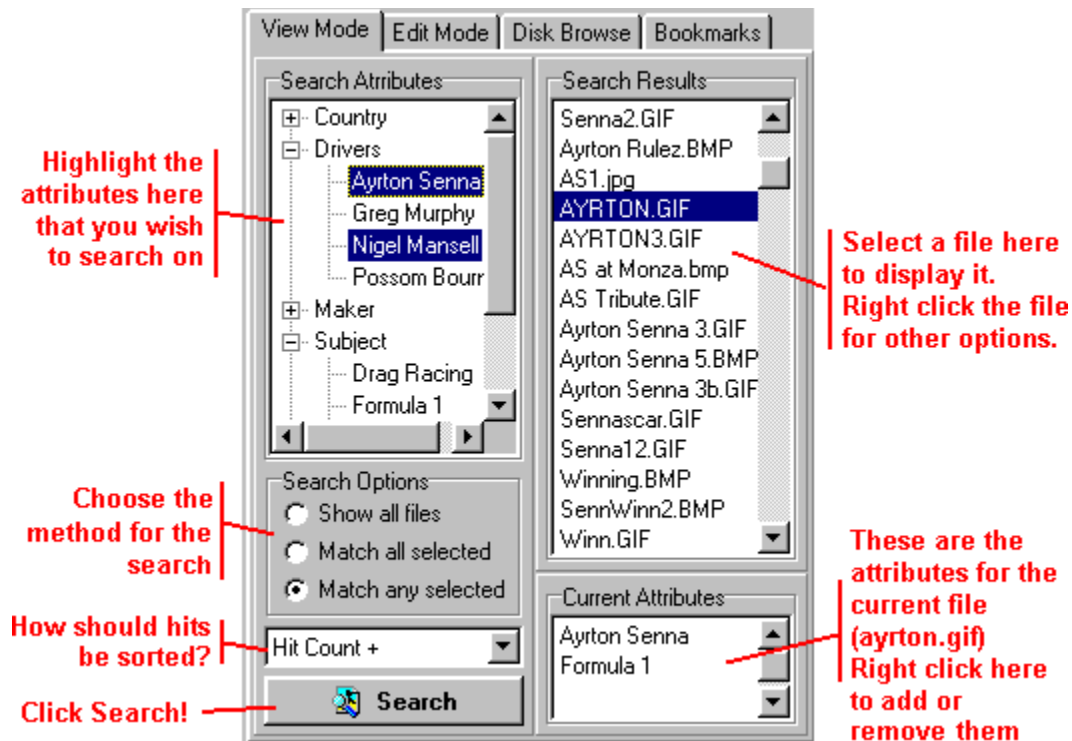 View Mode
Edit Mode
Disk Browse
Bookmarks
Search Attributes
Country
Drivers
Ayrton Senna
Greg Murphy
Nigel Mansell
Possom Bourr
Maker
Subject
Drag Racing
Formula 1
Search Options
Show all files
Match all selected
Match any selected
Hit Count +
Search
Search Results
Senna2.GIF
Ayrton Rulez.BMP
AS1.jpg
AYRTON.GIF
AYRTON3.GIF
AS at Monza.bmp
AS Tribute.GIF
Ayrton Senna 3.GIF
Ayrton Senna 5.BMP
Ayrton Senna 3b.GIF
Sennascar.GIF
Senna12.GIF
Winning.BMP
SennWinn2.BMP
Winn.GIF
Current Attributes
Ayrton Senna
Formula 1
Highlight the
attributes here
that you wish
to search on
Choose the
method for the
search
How should hits
be sorted?
Click Search!
Select a file here
to display it.
Right click the file
for other options.
These are the
attributes for the
current file
(ayrton.gif)
Right click here
to add or
remove them